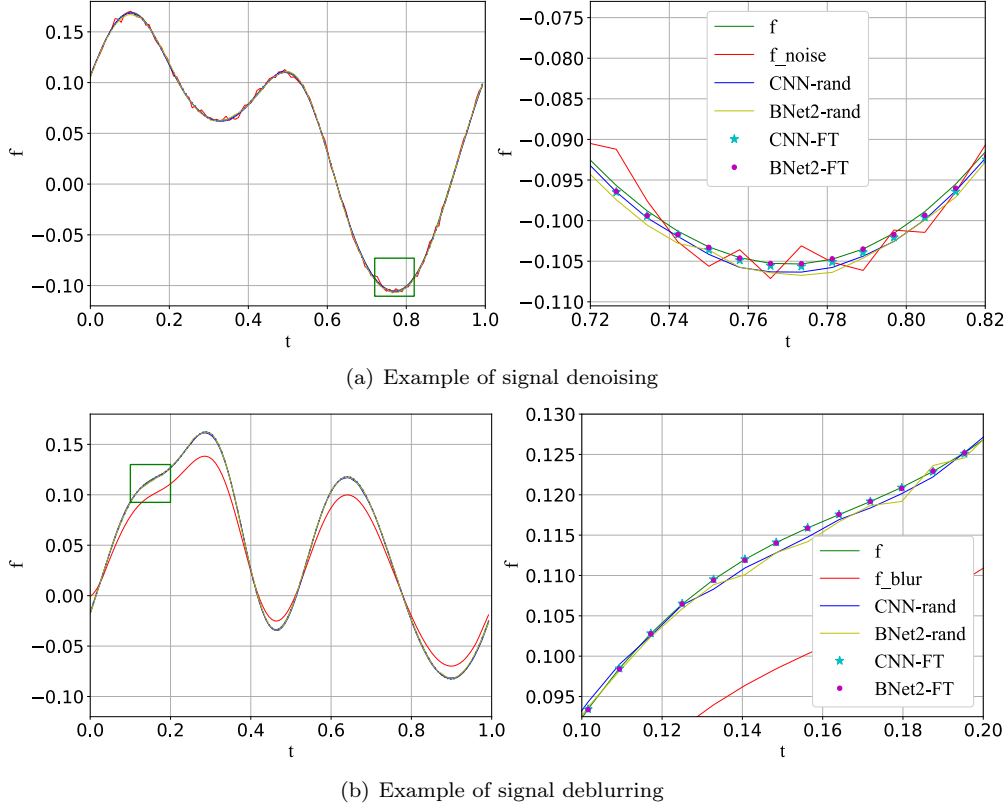 0.15
0.10
0.05
0.00
−0.05
−0.10
f
0.0
0.2
0.4
0.6
0.8
1.0
t
−0.075
−0.080
−0.085
−0.090
−0.095
−0.100
−0.105
−0.110
f
f
f_noise
CNN-rand
BNet2-rand
CNN-FT
BNet2-FT
0.72
0.74
0.76
0.78
0.80
0.82
t
(a) Example of signal denoising
0.15
0.10
0.05
0.00
−0.05
−0.10
f
0.0
0.2
0.4
0.6
0.8
1.0
t
0.130
0.125
0.120
0.115
0.110
0.105
0.100
0.095
f
f
f_blur
CNN-rand
BNet2-rand
CNN-FT
BNet2-FT
0.10
0.12
0.14
0.16
0.18
0.20
t
(b) Example of signal deblurring